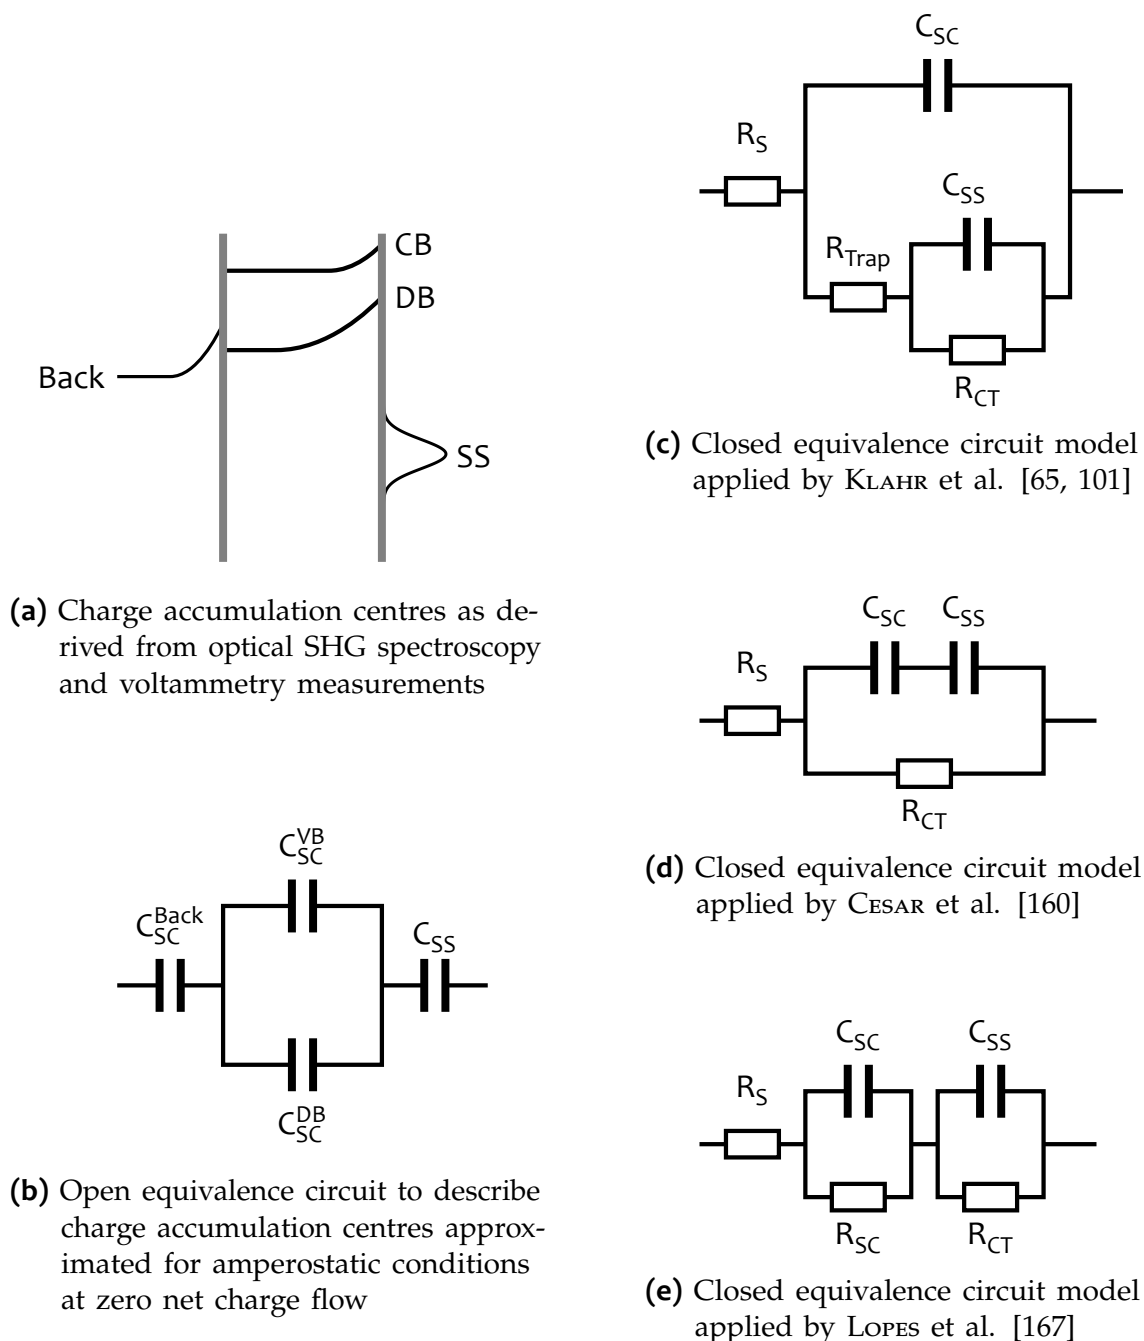 CB
DB
Back
SS
(a) Charge accumulation centres as de-
rived from optical SHG spectroscopy
and voltammetry measurements
C_SC^VB
C_SC^Back
C_SS
C_SC^DB
(b) Open equivalence circuit to describe
charge accumulation centres approx-
imated for amperostatic conditions
at zero net charge flow
C_SC
R_S
C_SS
R_Trap
R_CT
(c) Closed equivalence circuit model
applied by KLAHR et al. [65, 101]
C_SC C_SS
R_S
R_CT
(d) Closed equivalence circuit model
applied by CESAR et al. [160]
C_SC C_SS
R_S
R_SC R_CT
(e) Closed equivalence circuit model
applied by LOPES et al. [167]